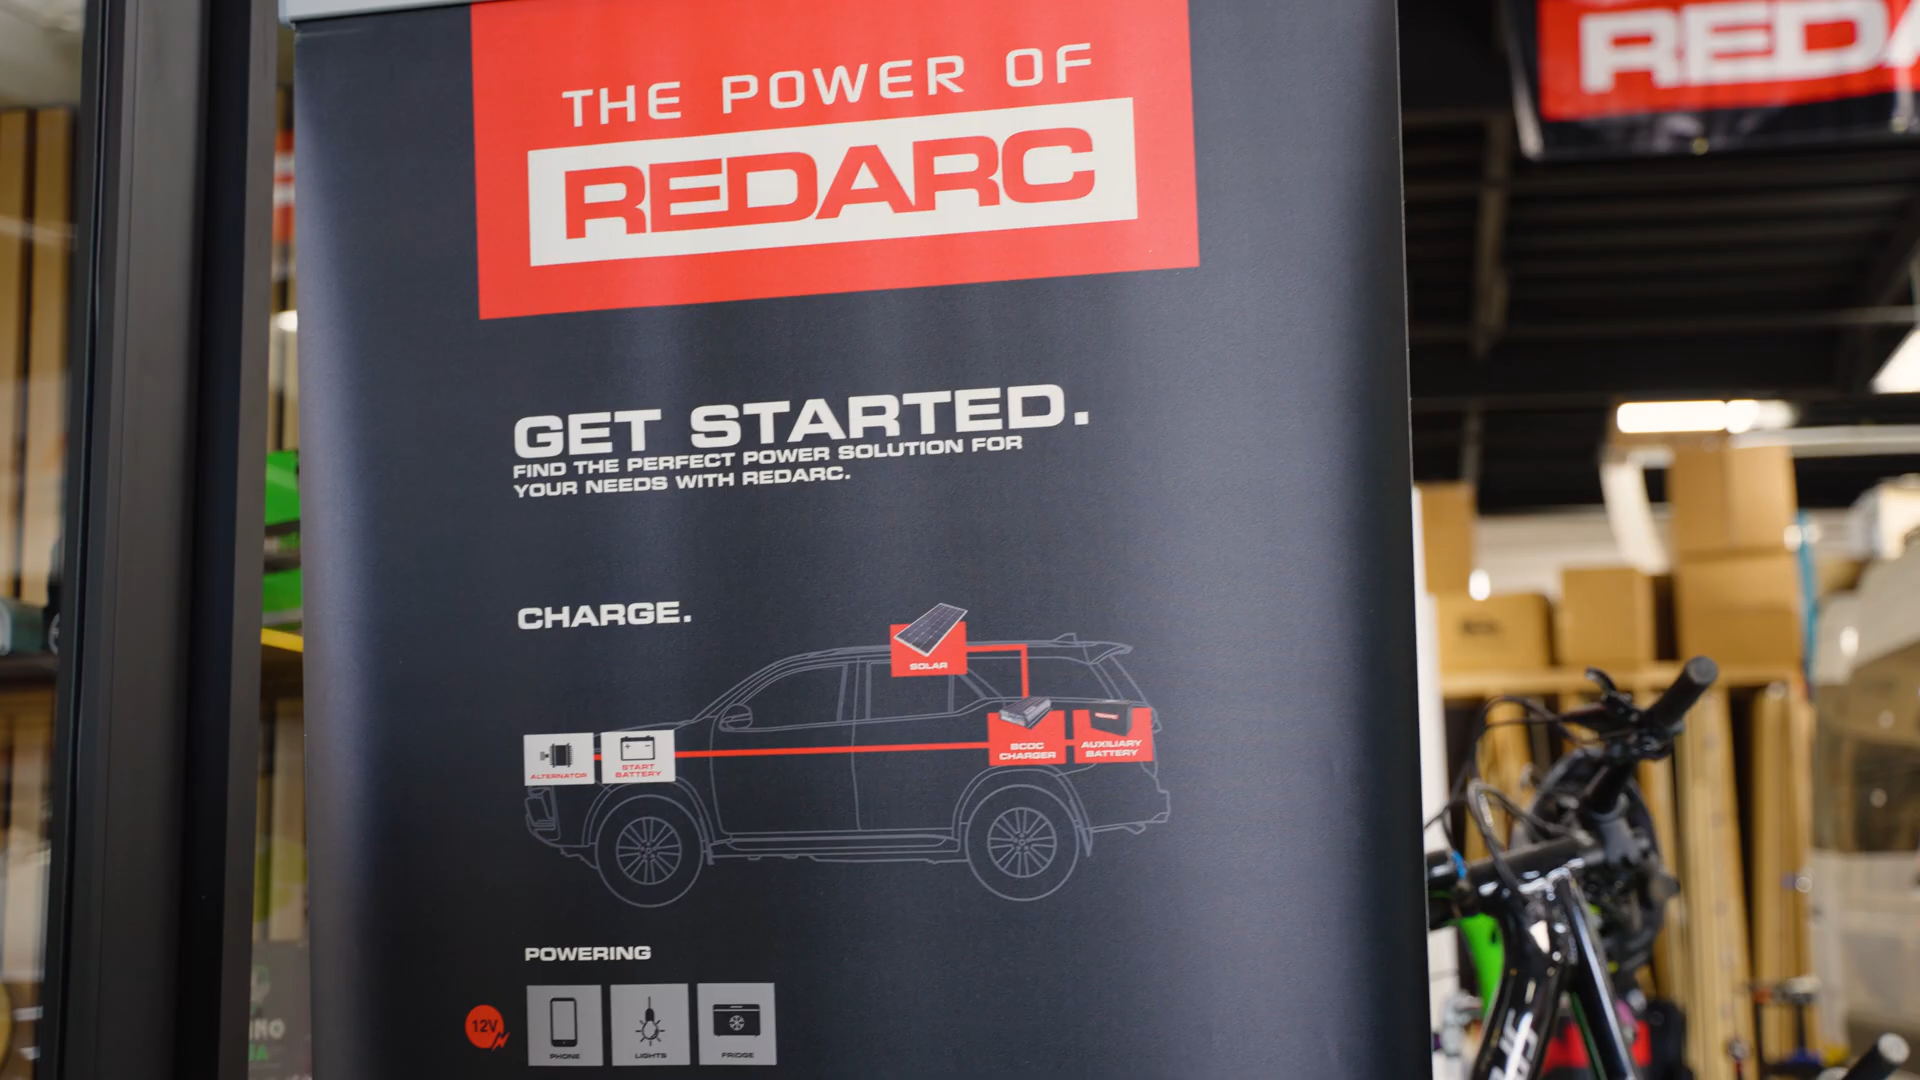 THE POWER OF
REDARC
REDA
GET STARTED.
FIND THE PERFECT POWER SOLUTION FOR
YOUR NEEDS WITH REDARC.
CHARGE.
SOLAR
ALTERNATOR
START
BATTERY
BCDC
CHARGER
AUXILIARY
BATTERY
POWERING
12V
PHONE
LIGHTS
FRIDGE